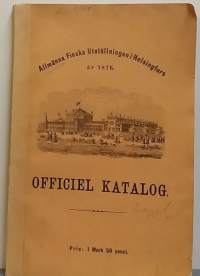 Allmänna Finska Utställningen i Helsingfors
år 1876.
OFFICIEL KATALOG.
Pris: 1 Mark 50 penni.